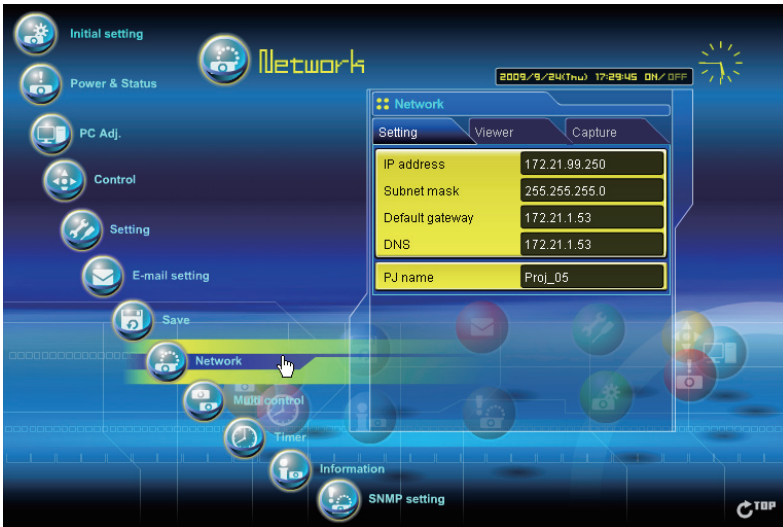 Initial setting
Power & Status
PC Adj.
Control
Setting
E-mail setting
Save
Network
Multicontrol
Timer
Information
SNMP setting
Network
2009/9/24(Thu) 17:29:45 ON/OFF
Network
Setting Viewer Capture
IP address 172.21.99.250
Subnet mask 255.255.255.0
Default gateway 172.21.1.53
DNS 172.21.1.53
PJ name Proj_05
TOP